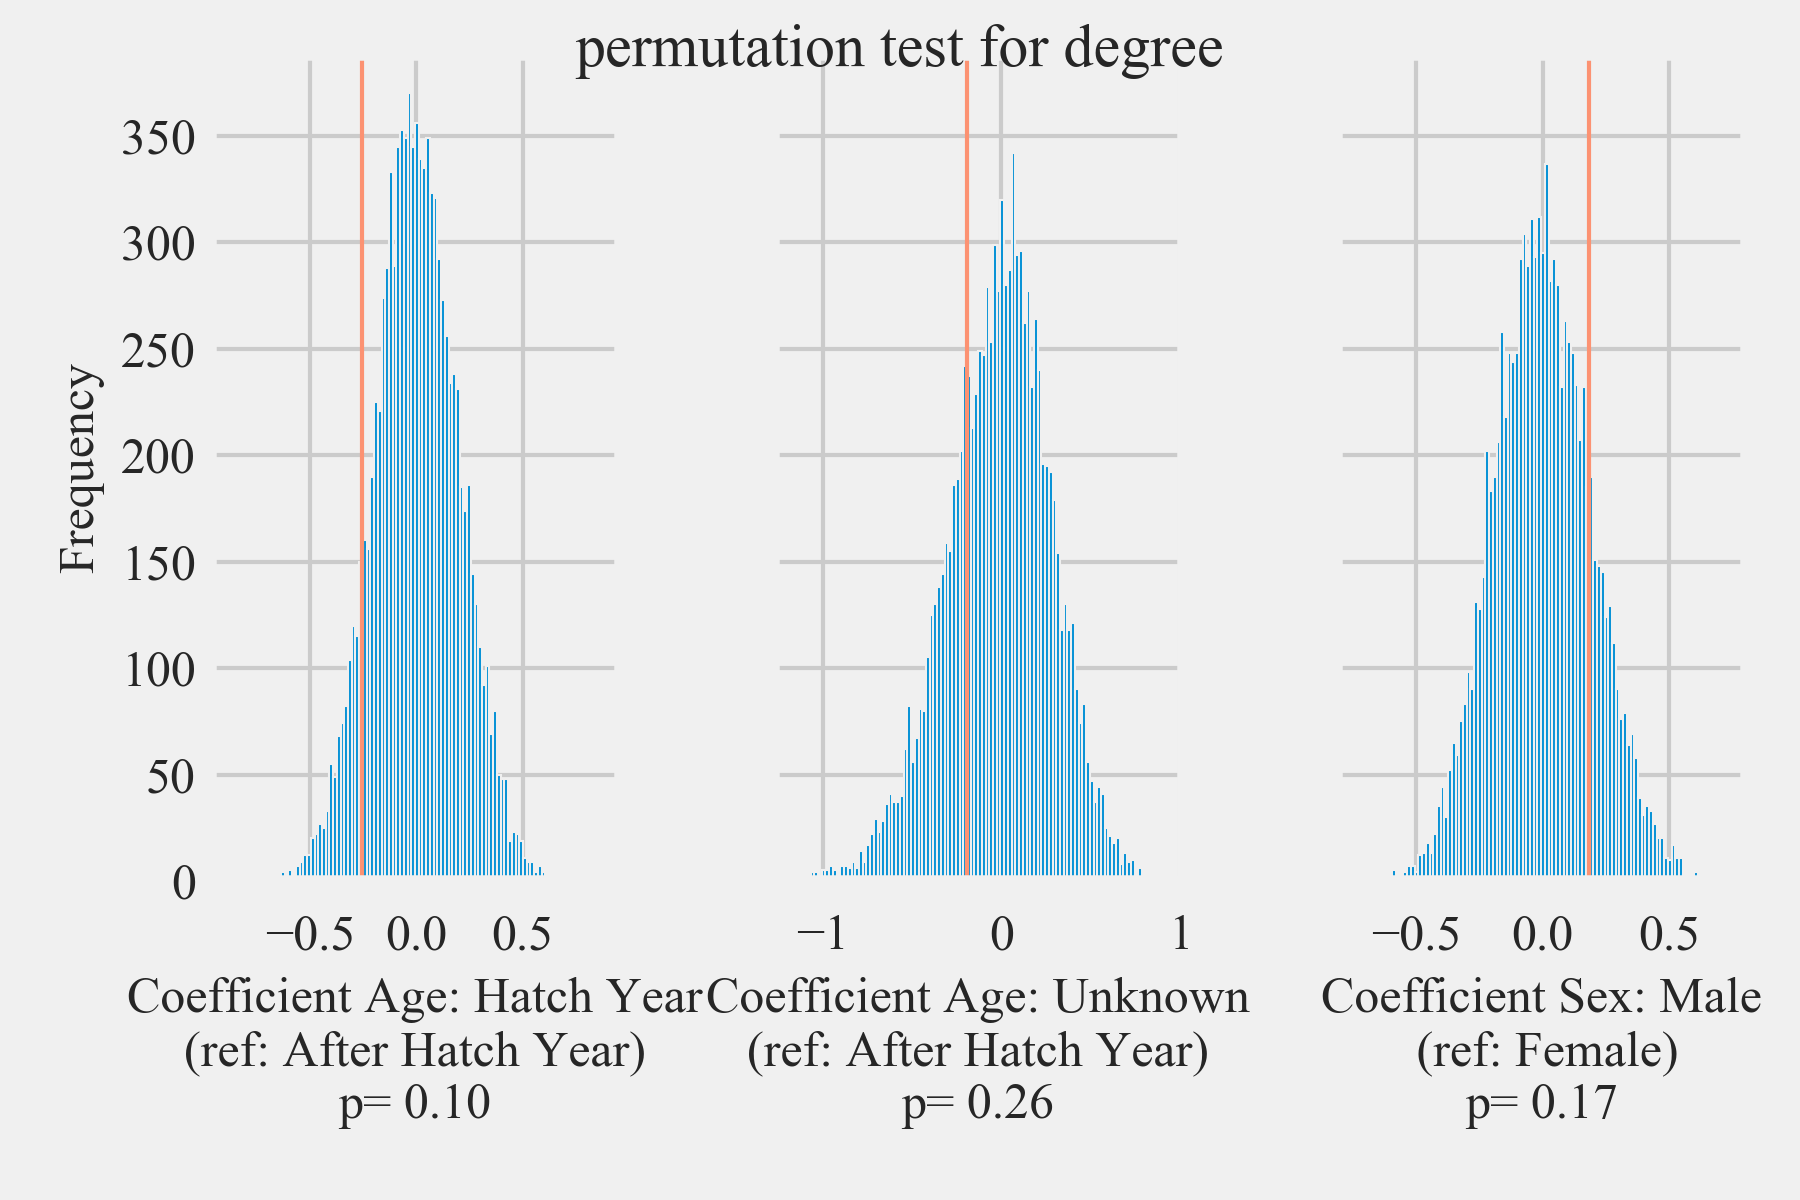 permutation test for degree
Frequency
350
300
250
200
150
100
50
0
−0.5 0.0 0.5
Coefficient Age: Hatch Year
(ref: After Hatch Year)
p= 0.10
−1 0 1
Coefficient Age: Unknown
(ref: After Hatch Year)
p= 0.26
−0.5 0.0 0.5
Coefficient Sex: Male
(ref: Female)
p= 0.17